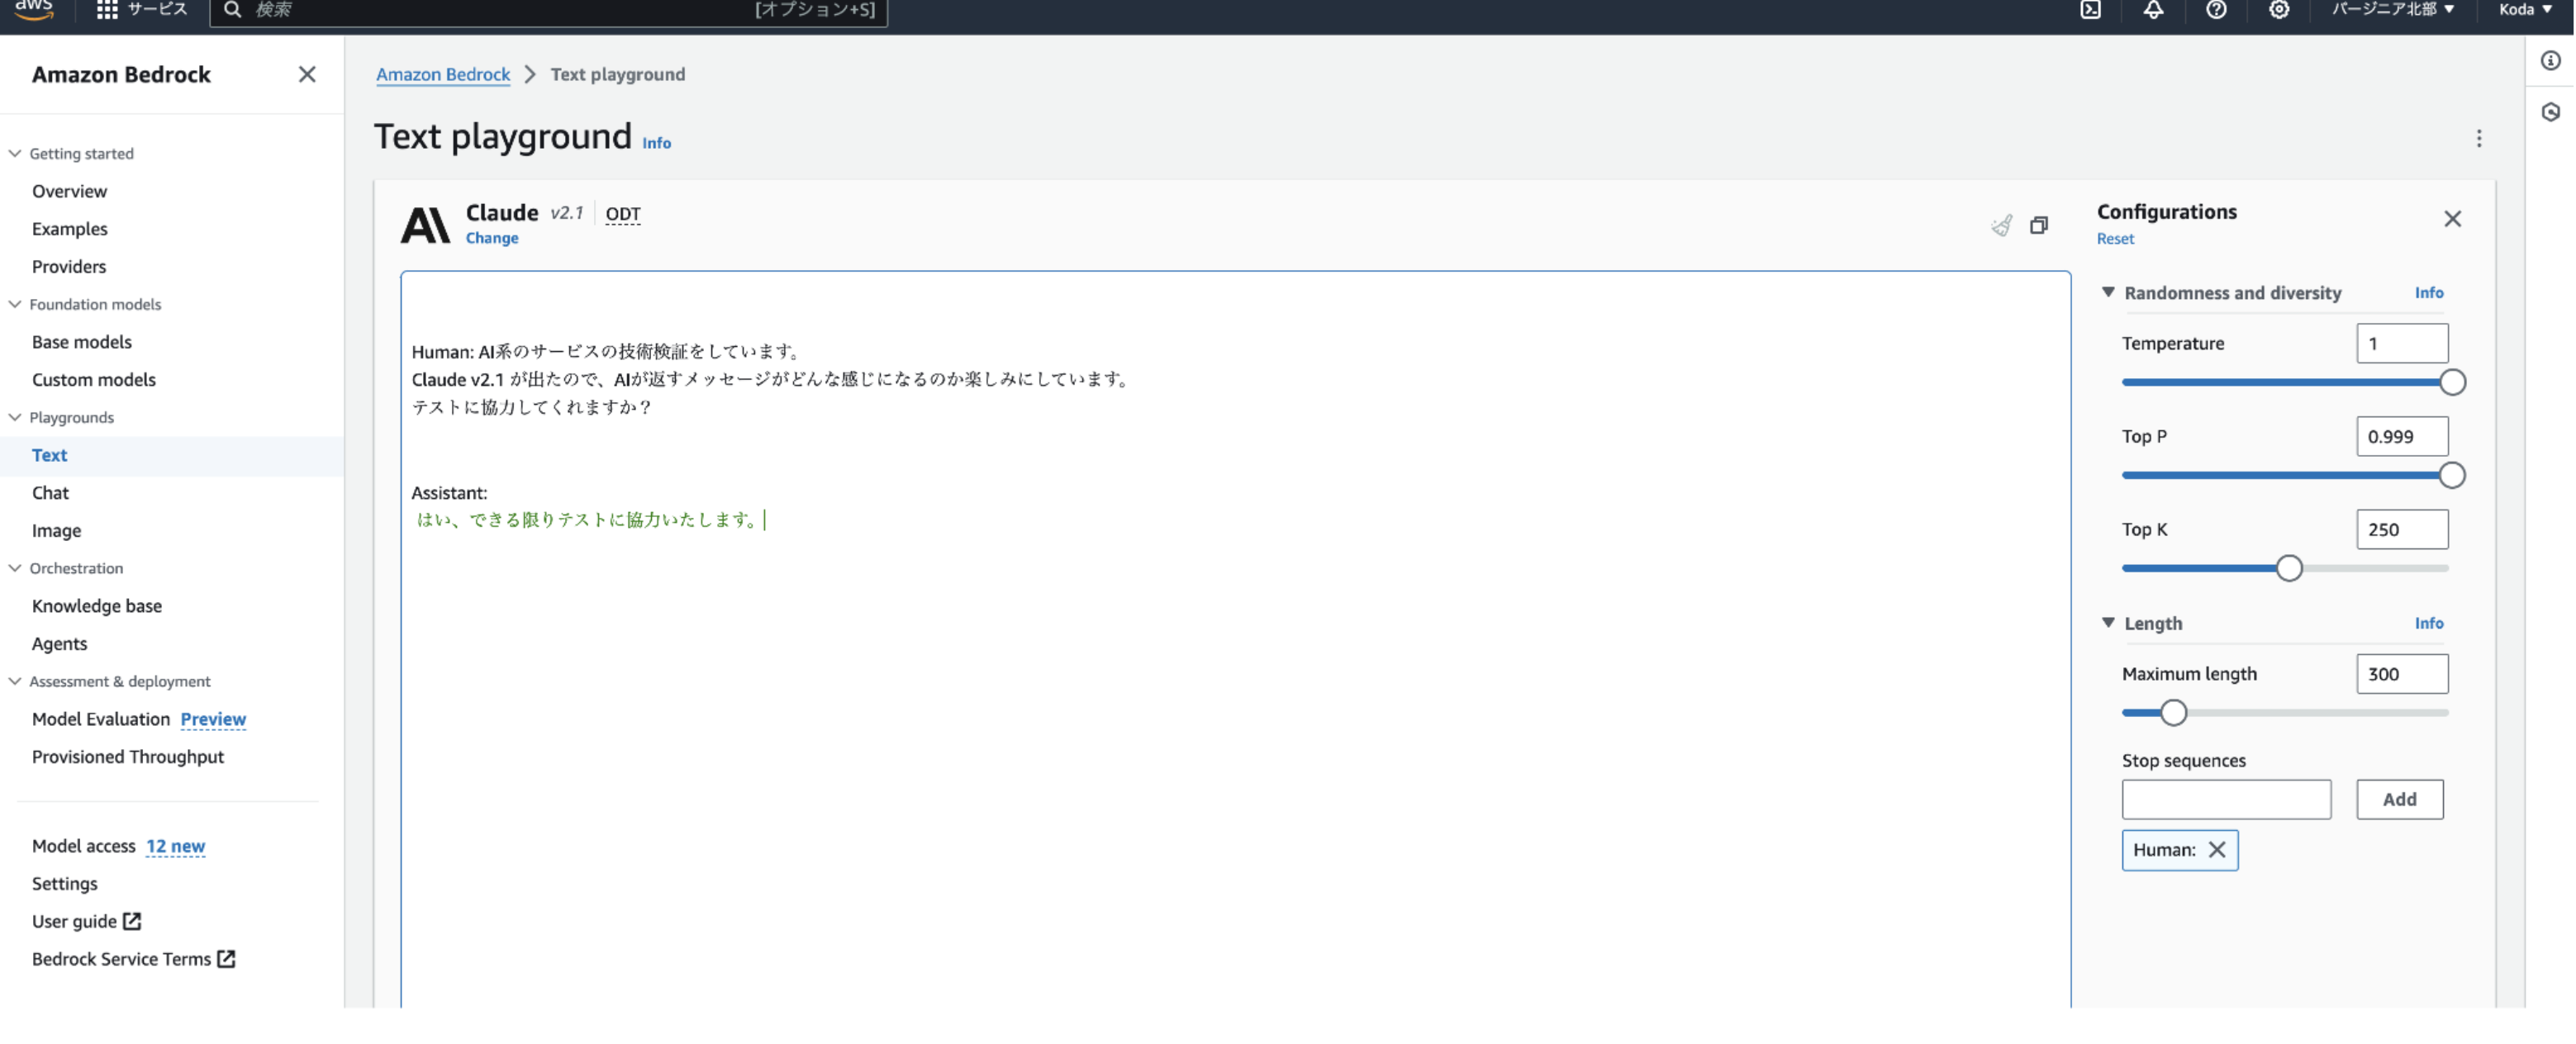 aws
サービス
検索
[オプション+S]
バージニア北部
Koda
Amazon Bedrock
Getting started
Overview
Examples
Providers
Foundation models
Base models
Custom models
Playgrounds
Text
Chat
Image
Orchestration
Knowledge base
Agents
Assessment & deployment
Model Evaluation Preview
Provisioned Throughput
Model access 12 new
Settings
User guide
Bedrock Service Terms
Amazon Bedrock > Text playground
Text playground Info
Claude v2.1 ODT
Change
Human: AI系のサービスの技術検証をしています。
Claude v2.1 が出たので、AIが返すメッセージがどんな感じになるのか楽しみにしています。
テストに協力してくれますか？
Assistant:
はい、できる限りテストに協力いたします。
Configurations
Reset
Randomness and diversity Info
Temperature 1
Top P 0.999
Top K 250
Length Info
Maximum length 300
Stop sequences
Add
Human: